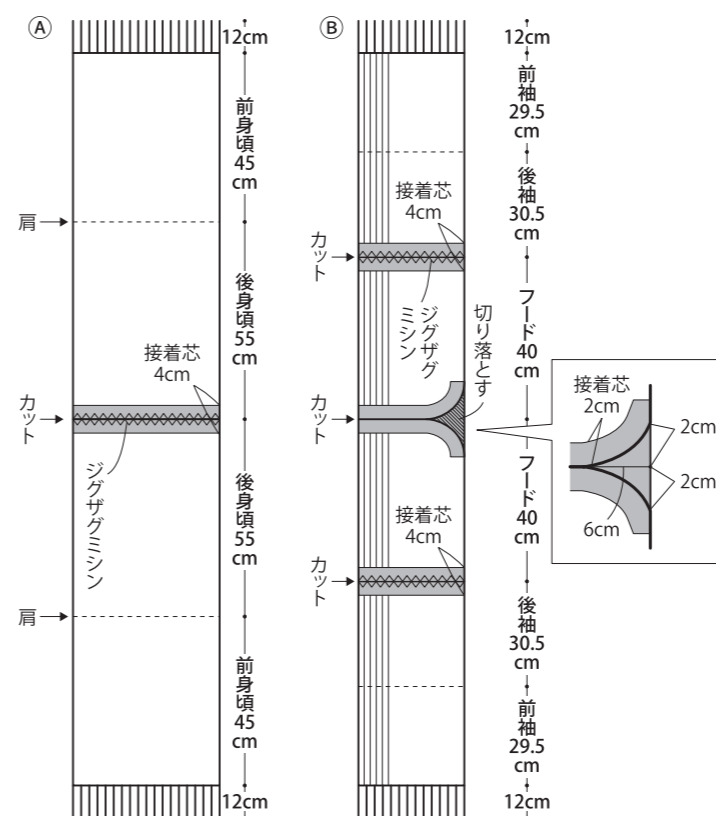 Ⓐ
12cm
前身頃
45
cm
肩
後身頃
55
cm
接着芯
4cm
カット
ジグザグミシン
後身頃
55
cm
肩
前身頃
45
cm
12cm
Ⓑ
12cm
前袖
29.5
cm
後袖
30.5
cm
接着芯
4cm
カット
ジグザグ
ミシン
フード
40
cm
切り落とす
カット
フード
40
cm
接着芯
4cm
カット
後袖
30.5
cm
前袖
29.5
cm
12cm
接着芯
2cm
2cm
2cm
6cm